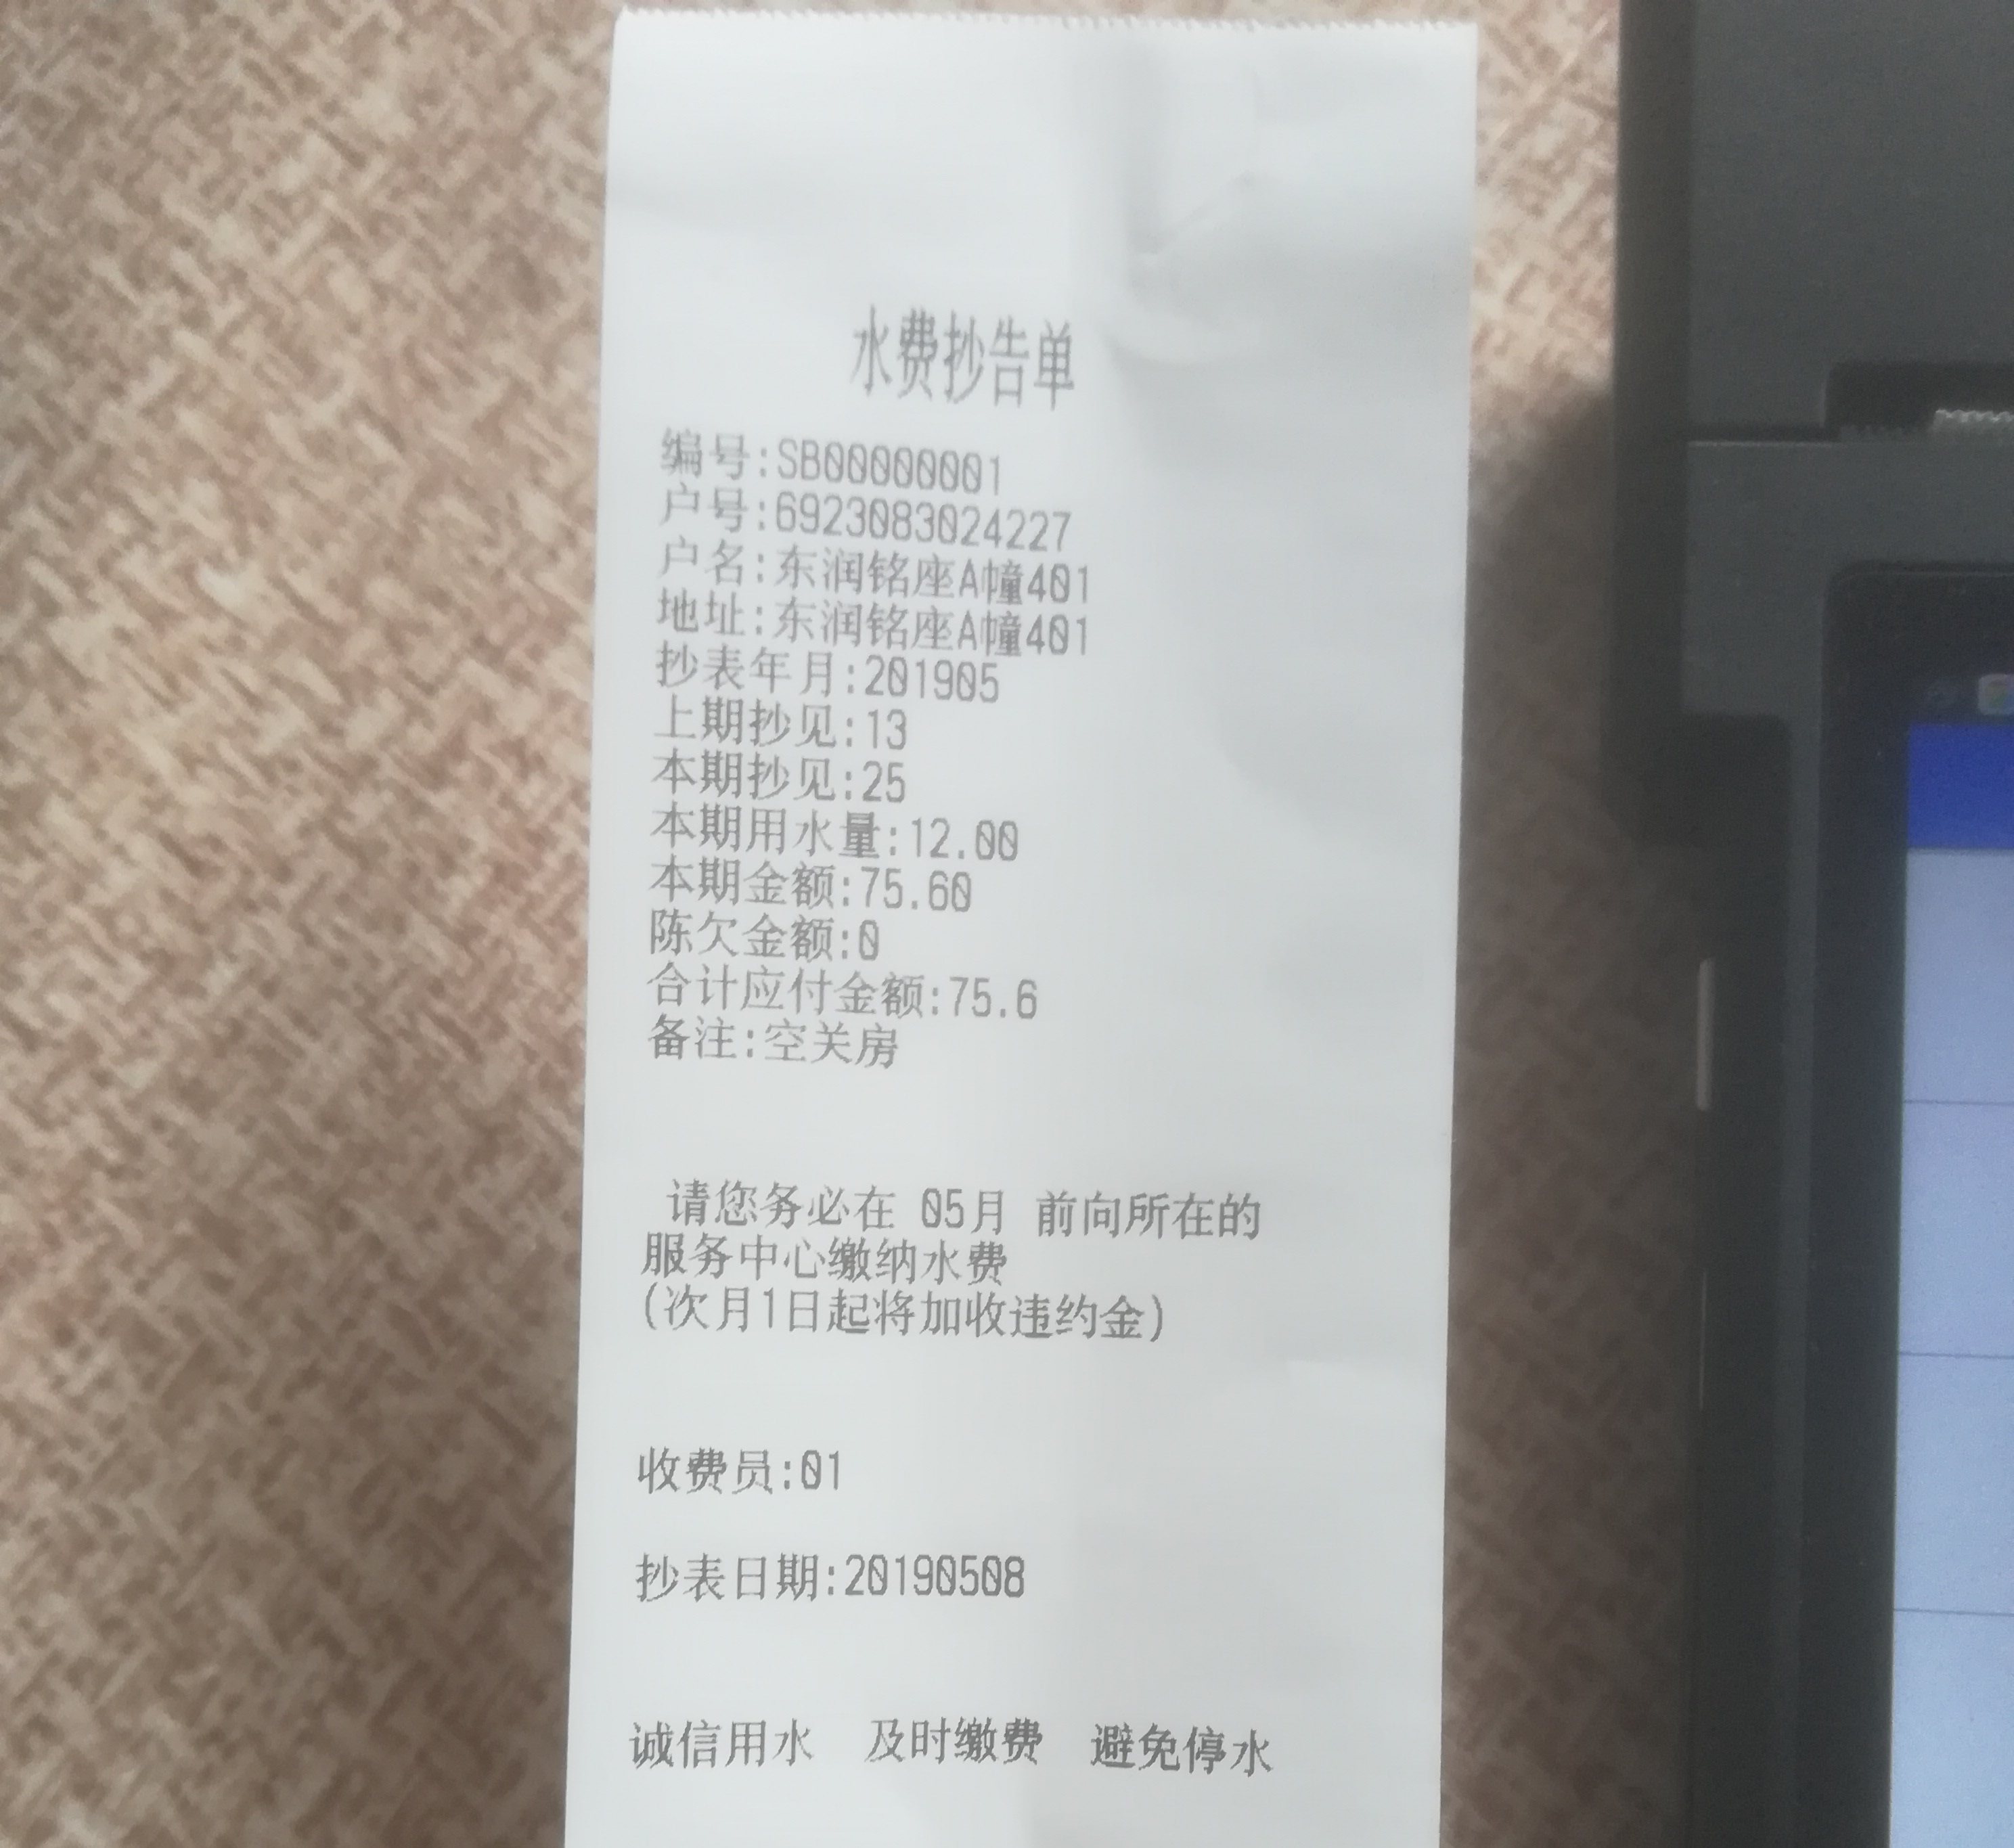 水费抄告单
编号:SB00000001
户号:6923083024227
户名:东润铭座A幢401
地址:东润铭座A幢401
抄表年月:201905
上期抄见:13
本期抄见:25
本期用水量:12.00
本期金额:75.60
陈欠金额:0
合计应付金额:75.6
备注:空关房
请您务必在 05月 前向所在的
服务中心缴纳水费
(次月1日起将加收违约金)
收费员:01
抄表日期:20190508
诚信用水 及时缴费 避免停水